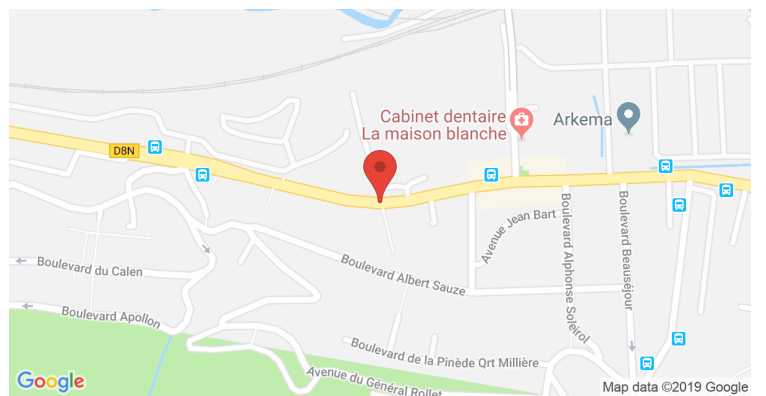 Cabinet dentaire
La maison blanche
Arkema
D8N
Avenue Jean Bart
Boulevard Alphonse Soleirol
Boulevard Beauséjour
Boulevard du Calen
Boulevard Albert Sauze
Boulevard Apollon
Boulevard de la Pinède Qrt Millière
Avenue du Général Rollet
Google
Map data ©2019 Google